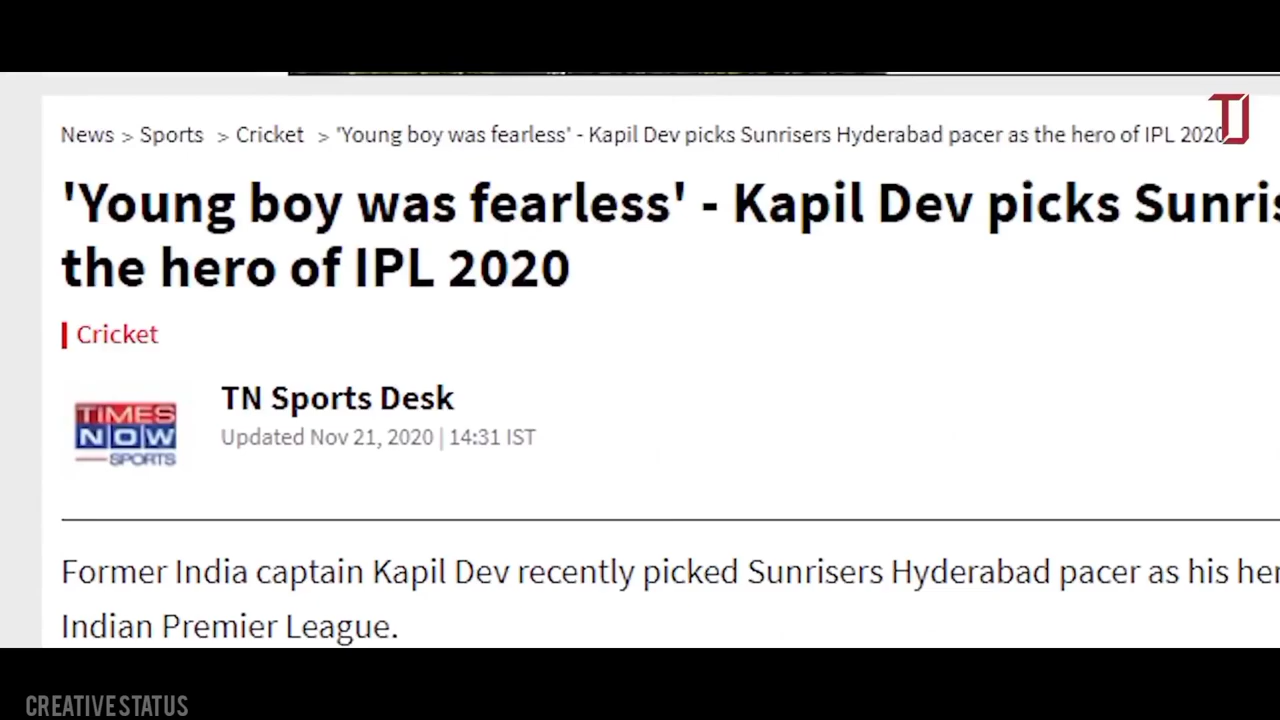 News > Sports > Cricket > 'Young boy was fearless' - Kapil Dev picks Sunrisers Hyderabad pacer as the hero of IPL 2020
'Young boy was fearless' - Kapil Dev picks Sunris
the hero of IPL 2020
Cricket
TN Sports Desk
Updated Nov 21, 2020 | 14:31 IST
TIMES
NOW
SPORTS
Former India captain Kapil Dev recently picked Sunrisers Hyderabad pacer as his her
Indian Premier League.
CREATIVE STATUS